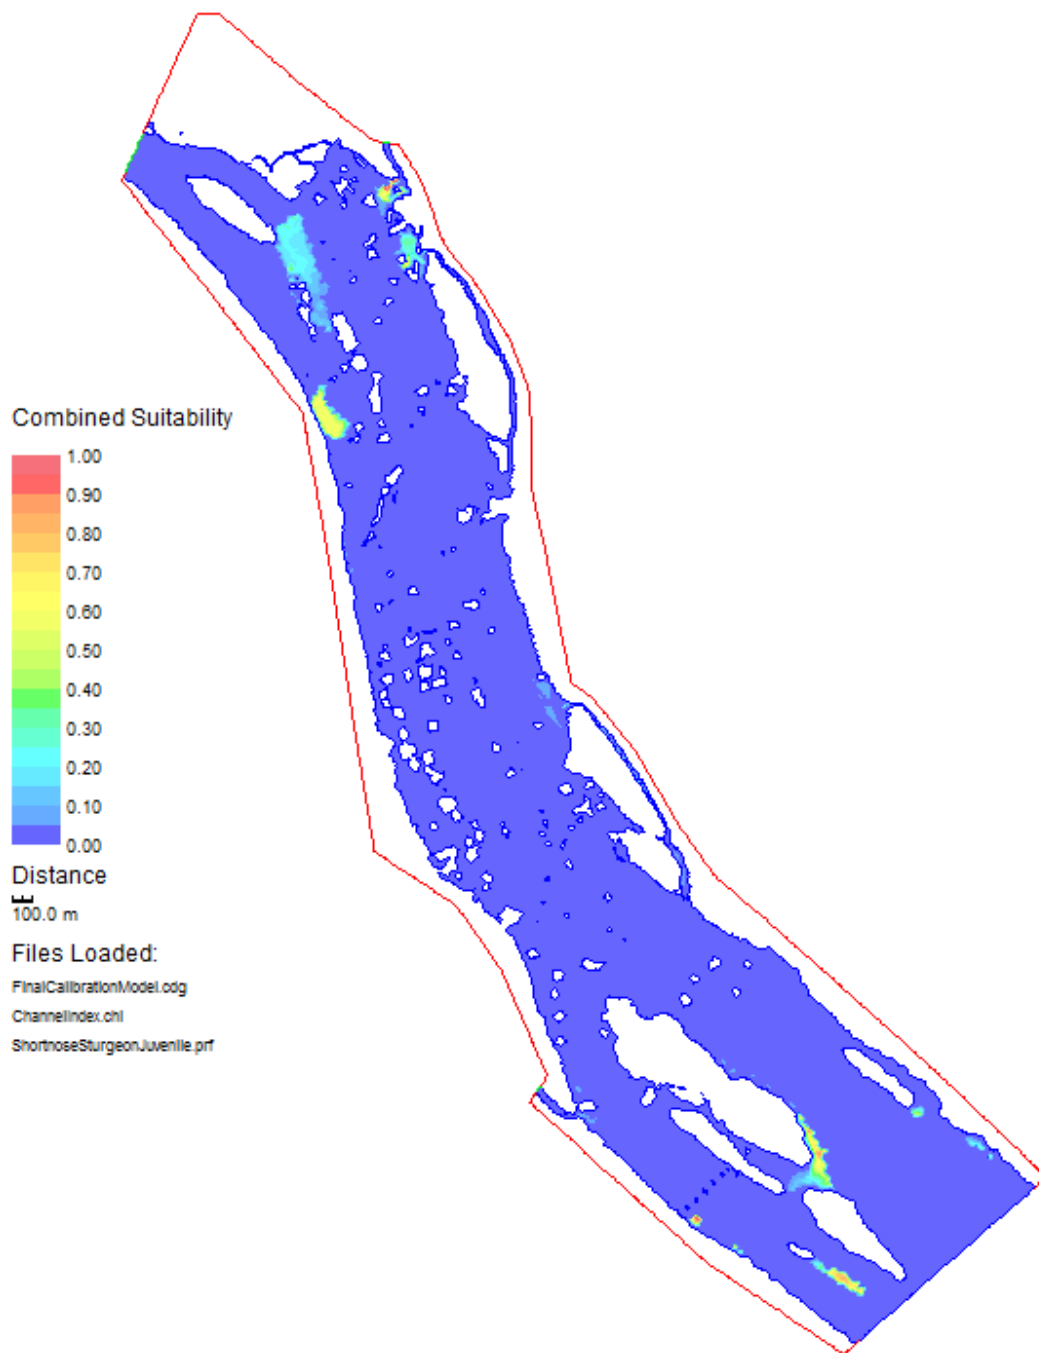 Combined Suitability
1.00
0.90
0.80
0.70
0.60
0.50
0.40
0.30
0.20
0.10
0.00
Distance
100.0 m
Files Loaded:
FinalCalibrationModel.cdg
ChannelIndex.chi
ShortnoseSturgeonJuvenile.prf